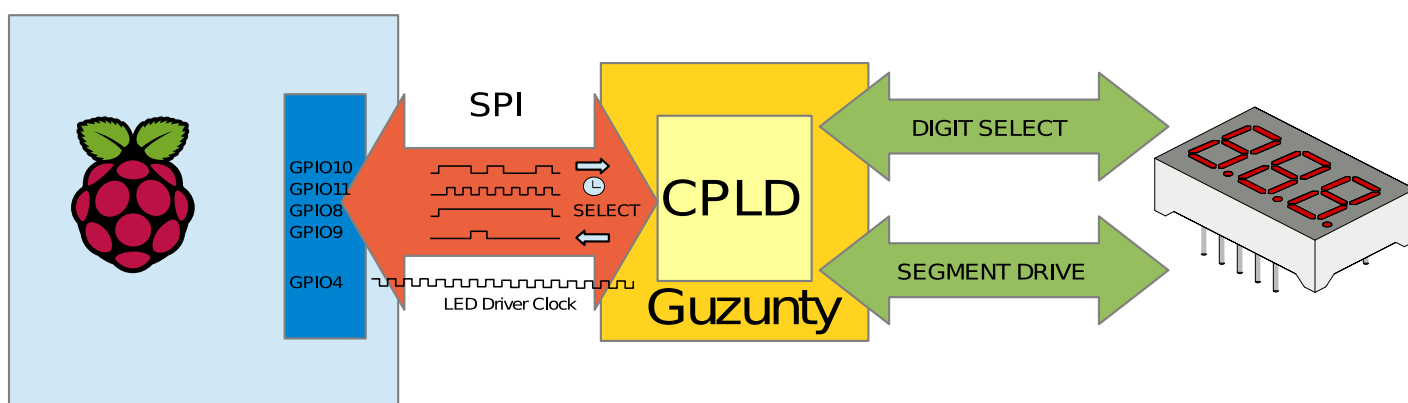 SPI
GPIO10
GPIO11
GPIO8
SELECT
GPIO9
GPIO4
LED Driver Clock
CPLD
Guzunty
DIGIT SELECT
SEGMENT DRIVE